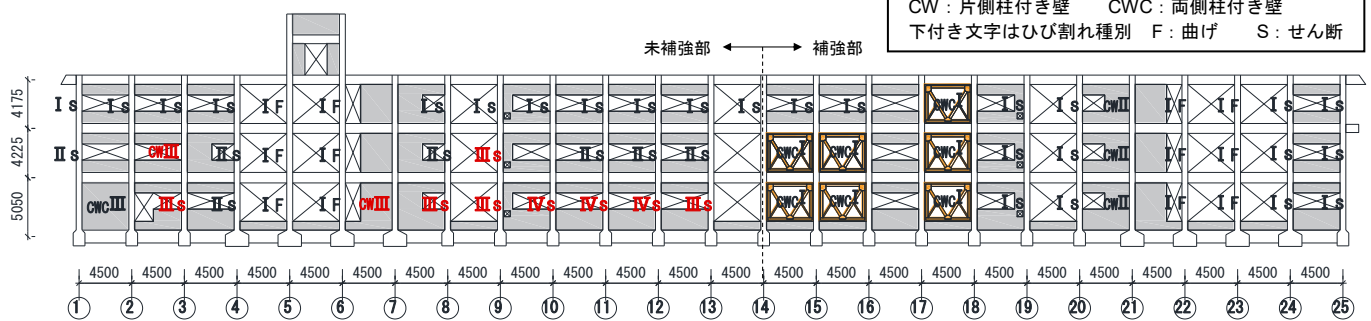 CW：片側柱付き壁　　CWC：両側柱付き壁
下付き文字はひび割れ種別　F：曲げ　　S：せん断
未補強部　補強部
4175 Ⅰs Ⅰs Ⅰs Ⅰs ⅠF ⅠF Ⅰs Ⅰs Ⅰs Ⅰs Ⅰs Ⅰs Ⅰs Ⅰs Ⅰs CWCⅠ Ⅰs Ⅰs CWⅡ ⅠF ⅠF Ⅰs Ⅰs
4225 Ⅱs CWⅢ Ⅱs ⅠF ⅠF Ⅱs Ⅲs Ⅱs Ⅱs Ⅱs CWCⅠ CWCⅠ CWCⅠ Ⅰs Ⅰs CWⅡ ⅠF ⅠF Ⅰs Ⅰs
5050 CWCⅢ Ⅲs Ⅱs ⅠF ⅠF CWⅢ Ⅲs Ⅲs Ⅳs Ⅳs Ⅳs Ⅲs CWCⅠ CWCⅠ CWCⅠ Ⅰs Ⅰs CWⅡ ⅠF ⅠF Ⅰs Ⅰs
4500 4500 4500 4500 4500 4500 4500 4500 4500 4500 4500 4500 4500 4500 4500 4500 4500 4500 4500 4500 4500 4500 4500 4500
1 2 3 4 5 6 7 8 9 10 11 12 13 14 15 16 17 18 19 20 21 22 23 24 25